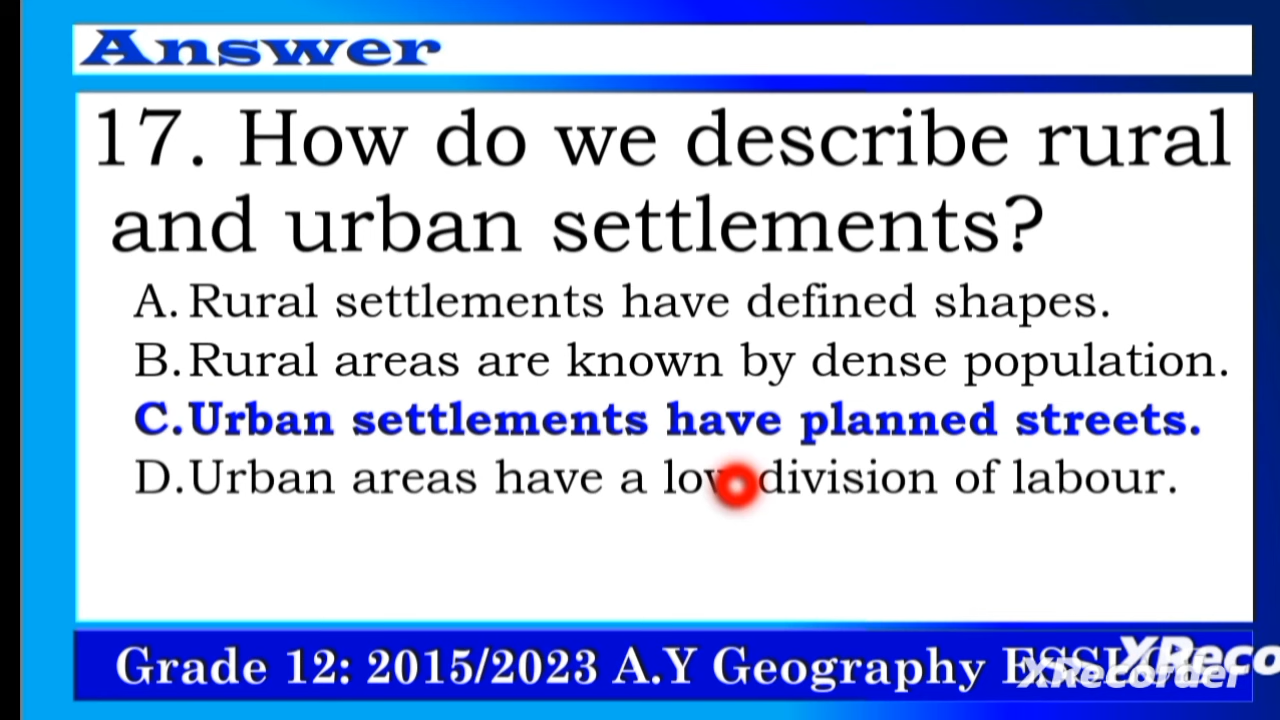 Answer
17. How do we describe rural
and urban settlements?
A. Rural settlements have defined shapes.
B. Rural areas are known by dense population.
C. Urban settlements have planned streets.
D. Urban areas have a low division of labour.
Grade 12: 2015/2023 A.Y Geography
XRecorder